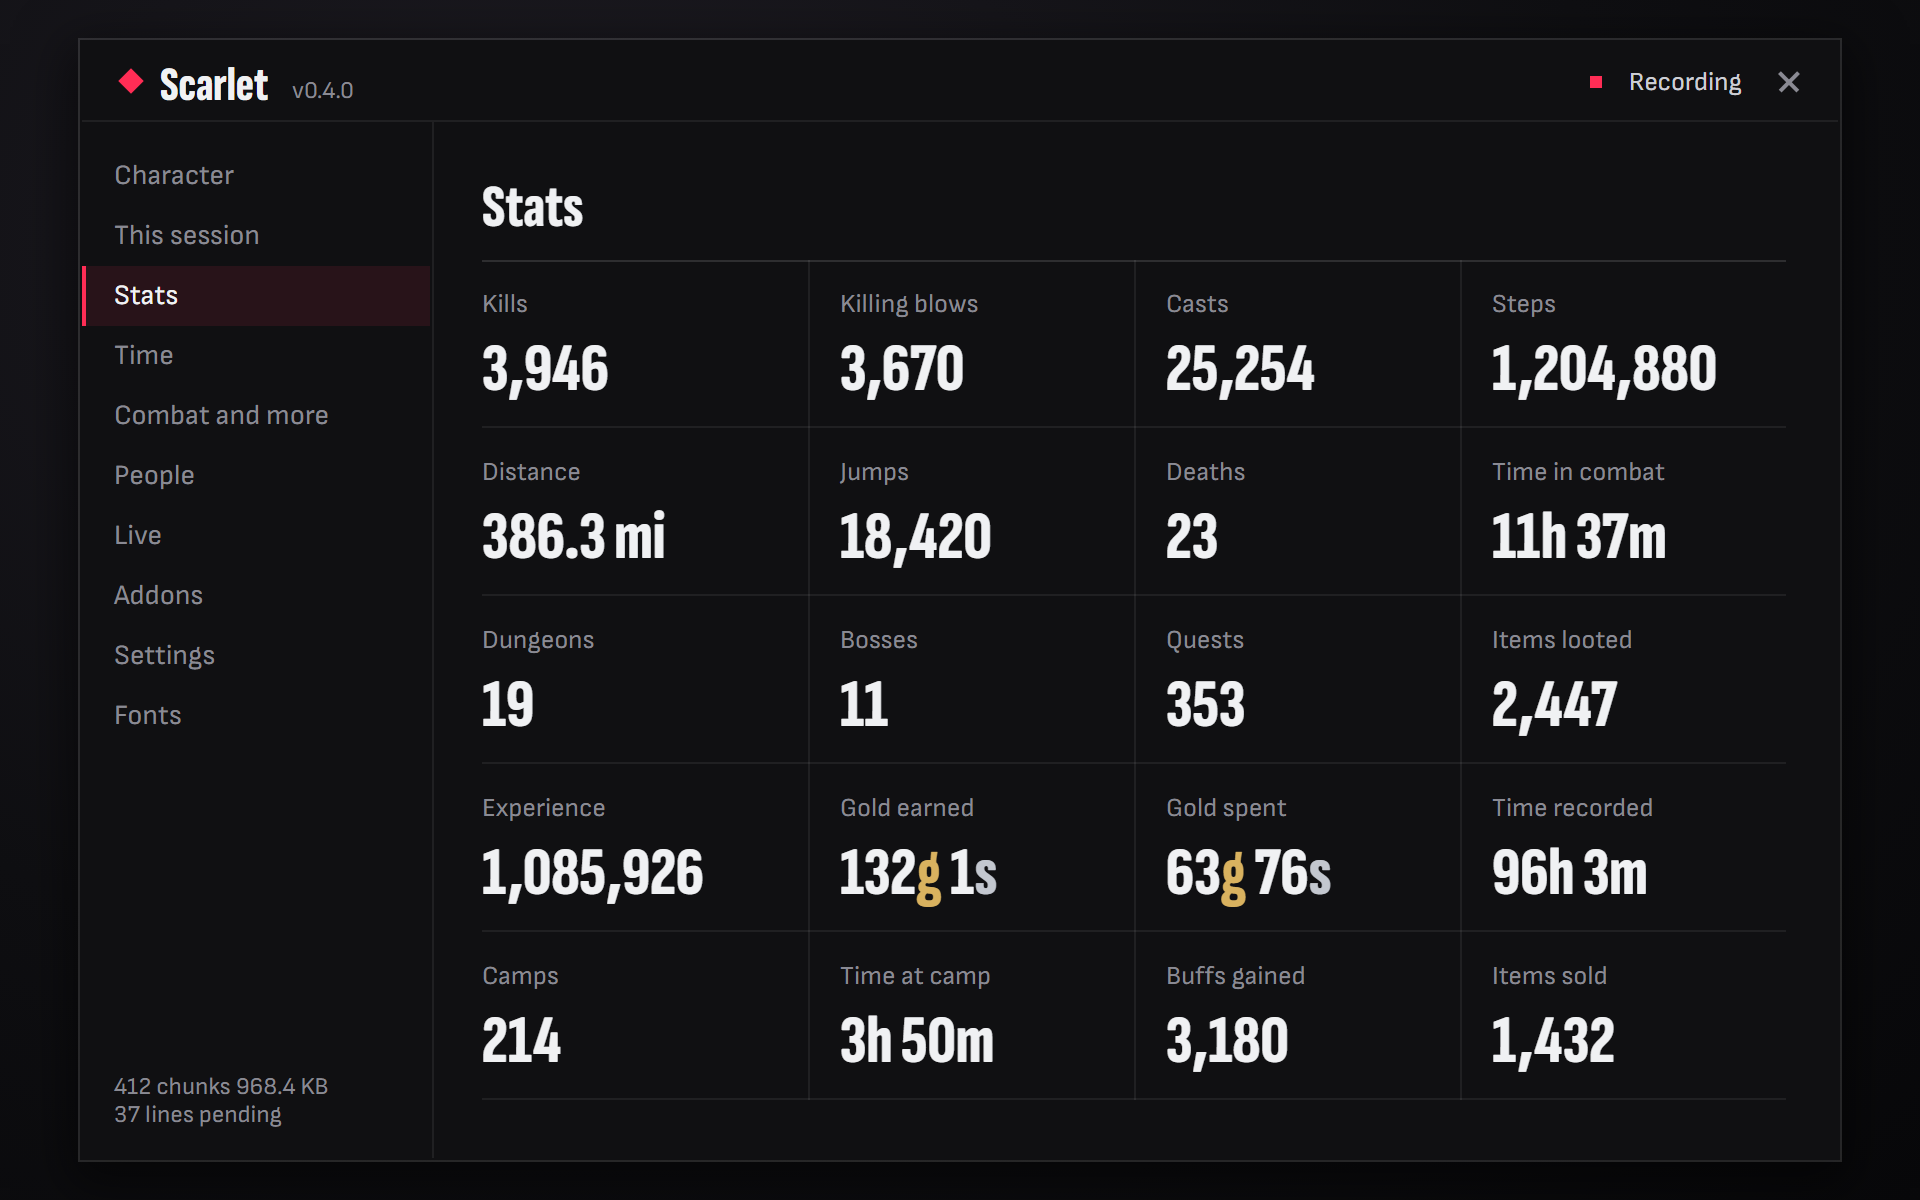 Scarlet v0.4.0
Recording
Character
This session
Stats
Time
Combat and more
People
Live
Addons
Settings
Fonts
412 chunks 968.4 KB
37 lines pending
Stats
Kills
3,946
Killing blows
3,670
Casts
25,254
Steps
1,204,880
Distance
386.3 mi
Jumps
18,420
Deaths
23
Time in combat
11h 37m
Dungeons
19
Bosses
11
Quests
353
Items looted
2,447
Experience
1,085,926
Gold earned
132g 1s
Gold spent
63g 76s
Time recorded
96h 3m
Camps
214
Time at camp
3h 50m
Buffs gained
3,180
Items sold
1,432